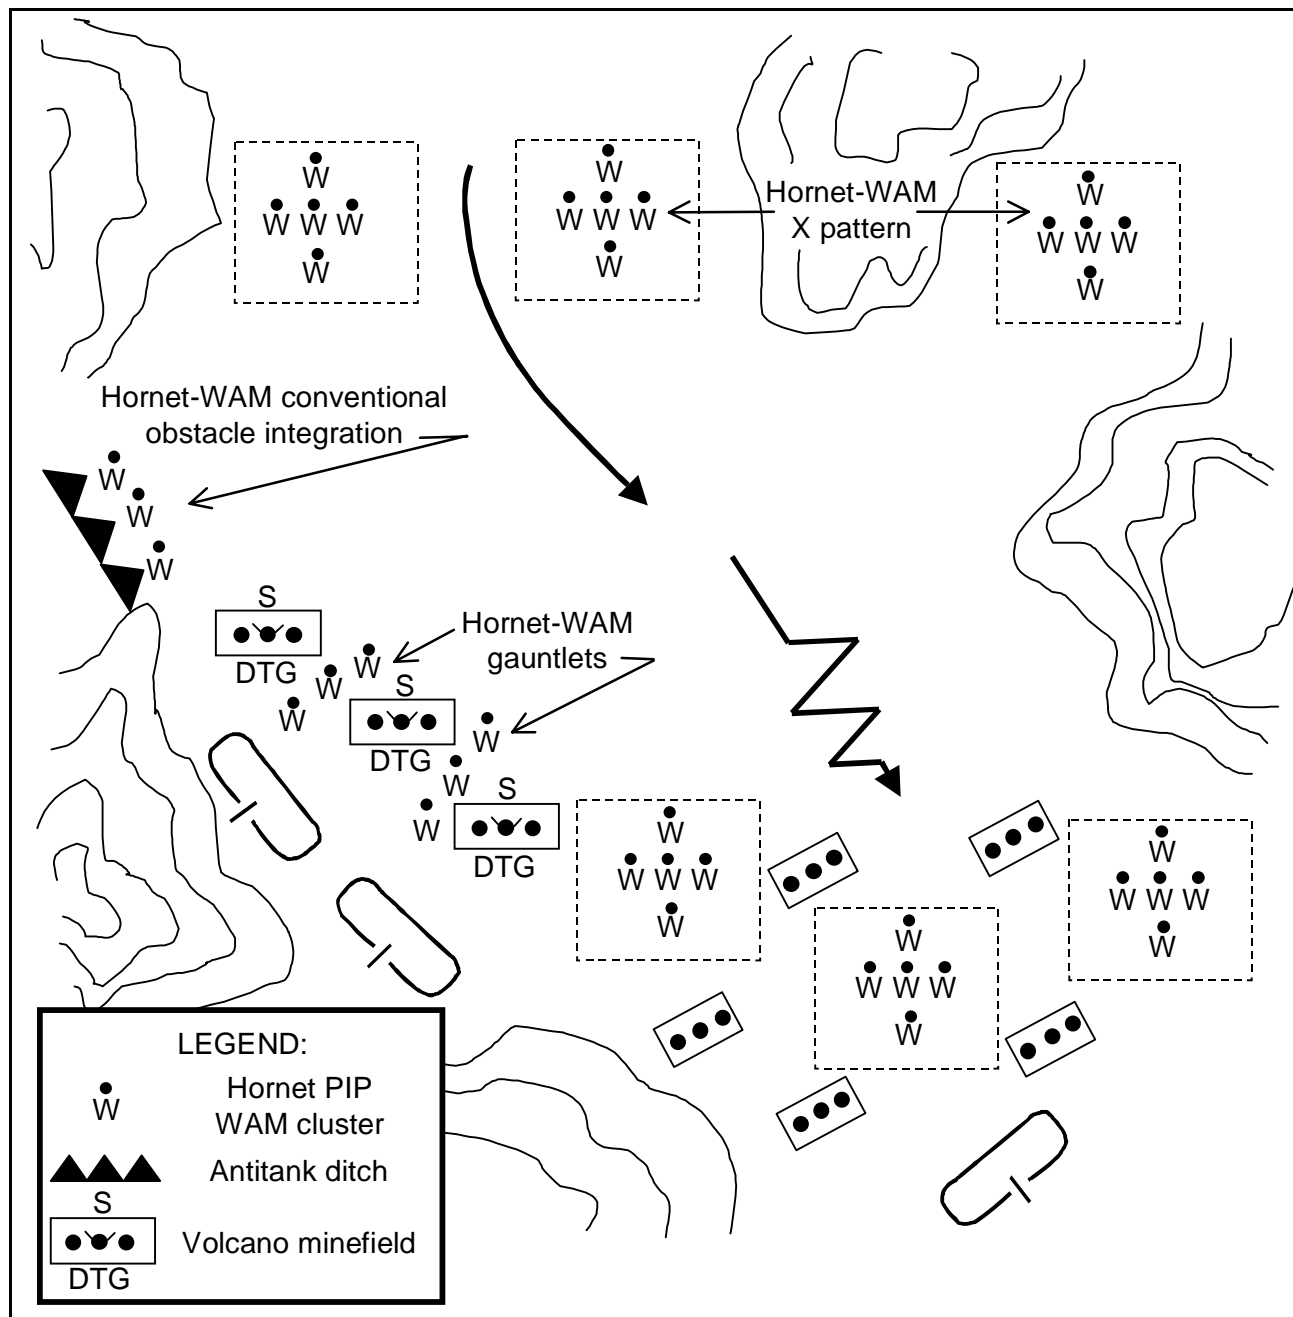 W
W W W
W
W
W W W
W
Hornet-WAM
X pattern
W
W W W
W
Hornet-WAM conventional
obstacle integration
W
W
W
S
DTG
Hornet-WAM
gauntlets
W
W
W
S
DTG
W
W
W
S
DTG
W
W W W
W
W
W W W
W
W
W W W
W
LEGEND:
W
Hornet PIP
WAM cluster
Antitank ditch
S
DTG
Volcano minefield